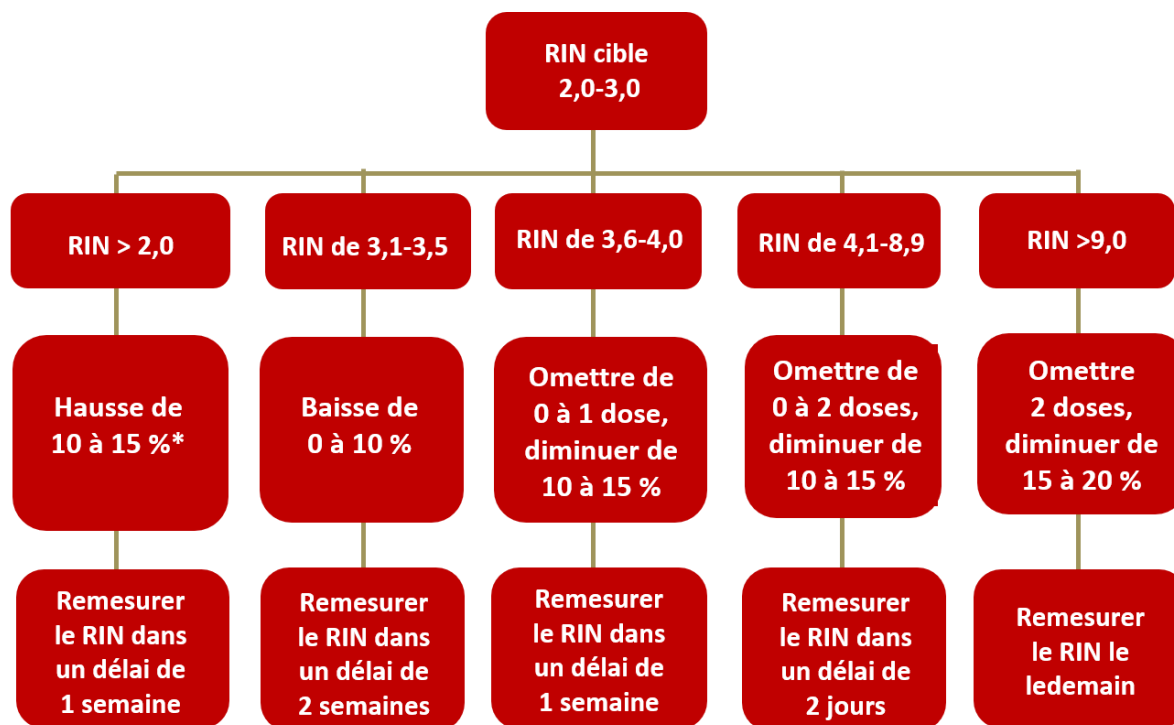 RIN cible
2,0-3,0
RIN > 2,0
RIN de 3,1-3,5
RIN de 3,6-4,0
RIN de 4,1-8,9
RIN >9,0
Hausse de
10 à 15 %*
Baisse de
0 à 10 %
Omettre de
0 à 1 dose,
diminuer de
10 à 15 %
Omettre de
0 à 2 doses,
diminuer de
10 à 15 %
Omettre
2 doses,
diminuer de
15 à 20 %
Remesurer
le RIN dans
un délai de
1 semaine
Remesurer
le RIN dans
un délai de
2 semaines
Remesurer
le RIN dans
un délai de
1 semaine
Remesurer
le RIN dans
un délai de
2 jours
Remesurer
le RIN le
ledemain